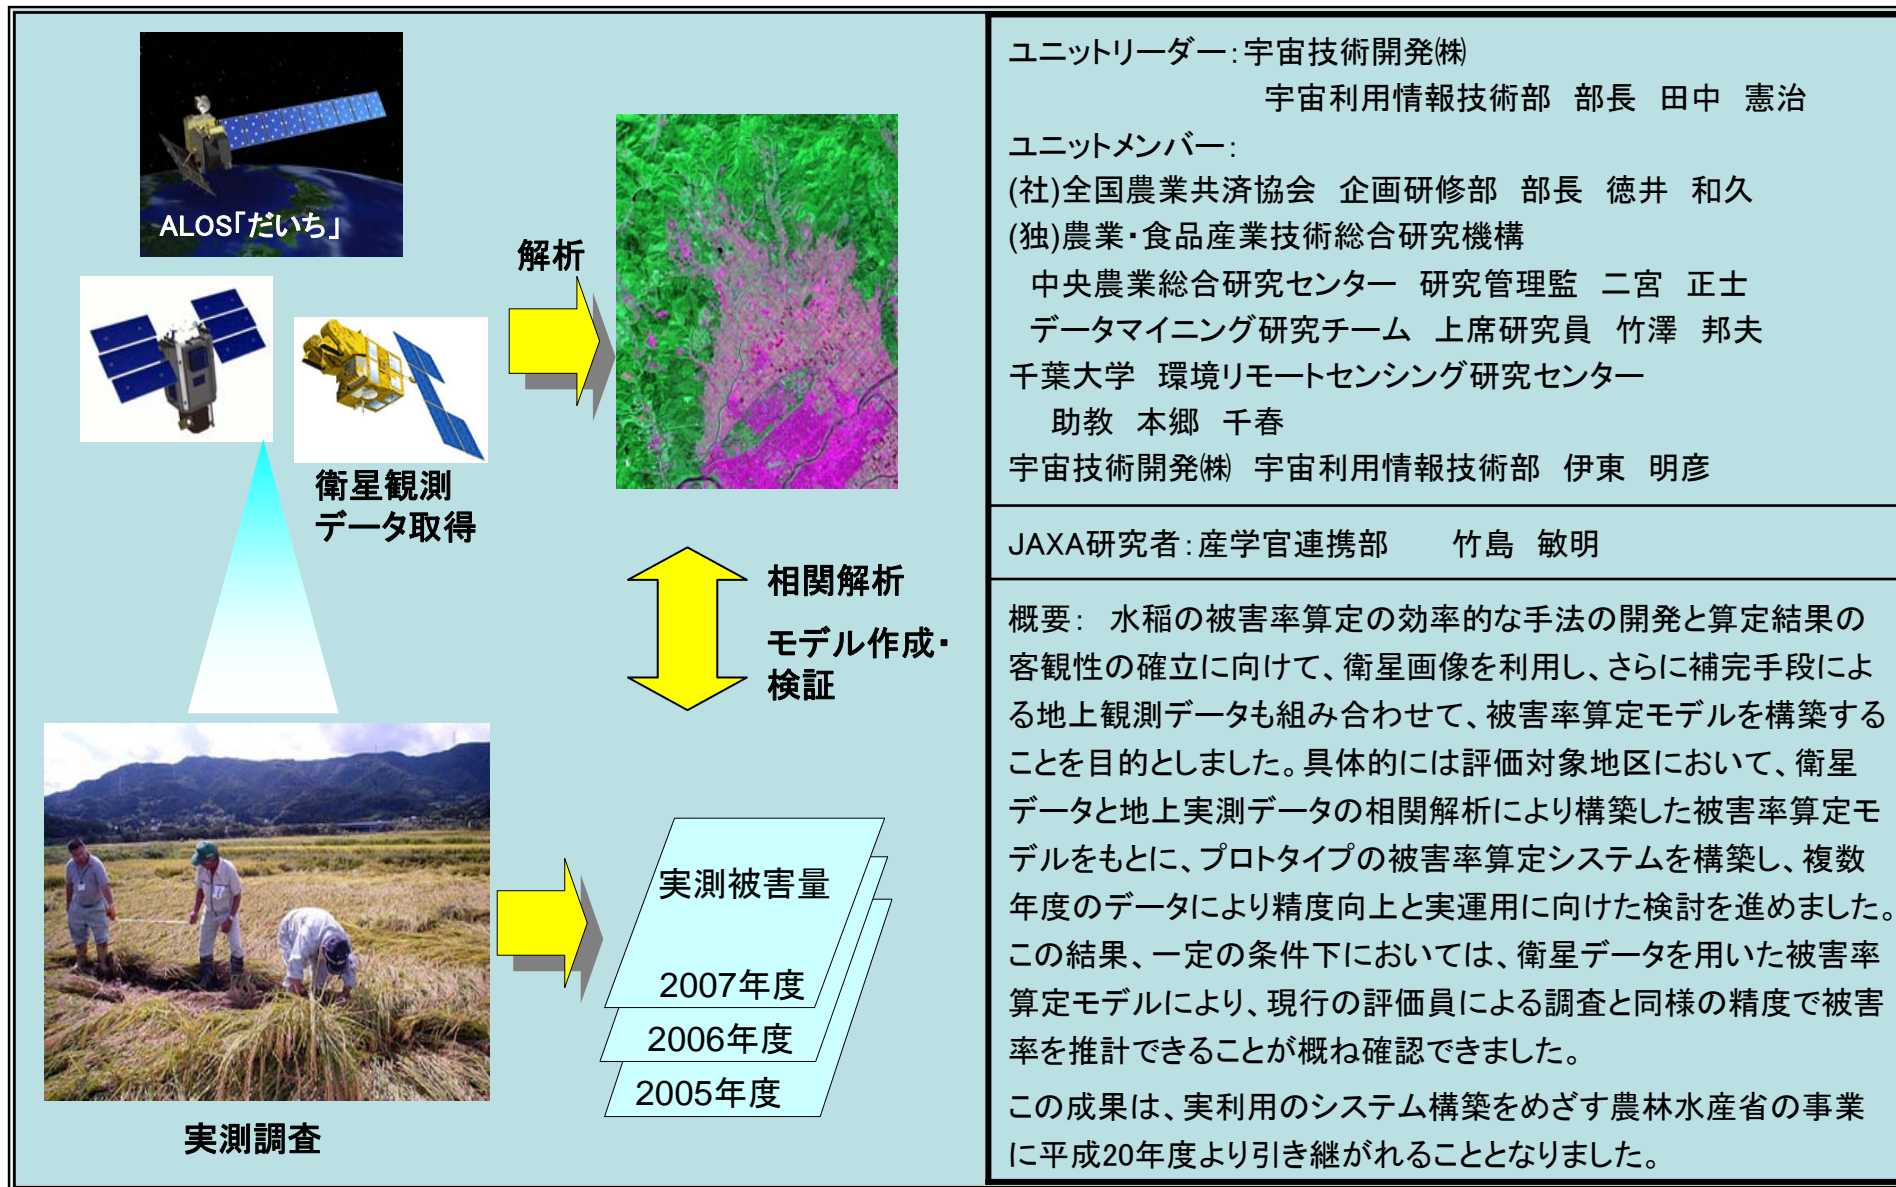 ALOS「だいち」
解析
衛星観測
データ取得
相関解析
モデル作成・
検証
実測被害量
2007年度
2006年度
2005年度
実測調査
ユニットリーダー：宇宙技術開発㈱
宇宙利用情報技術部 部長 田中 憲治
ユニットメンバー：
(社)全国農業共済協会 企画研修部 部長 徳井 和久
(独)農業・食品産業技術総合研究機構
中央農業総合研究センター 研究管理監 二宮 正士
データマイニング研究チーム 上席研究員 竹澤 邦夫
千葉大学 環境リモートセンシング研究センター
助教 本郷 千春
宇宙技術開発㈱ 宇宙利用情報技術部 伊東 明彦
JAXA研究者：産学官連携部 竹島 敏明
概要： 水稲の被害率算定の効率的な手法の開発と算定結果の
客観性の確立に向けて、衛星画像を利用し、さらに補完手段によ
る地上観測データも組み合わせて、被害率算定モデルを構築する
ことを目的としました。具体的には評価対象地区において、衛星
データと地上実測データの相関解析により構築した被害率算定モ
デルをもとに、プロトタイプの被害率算定システムを構築し、複数
年度のデータにより精度向上と実運用に向けた検討を進めました。
この結果、一定の条件下においては、衛星データを用いた被害率
算定モデルにより、現行の評価員による調査と同様の精度で被害
率を推計できることが概ね確認できました。
この成果は、実利用のシステム構築をめざす農林水産省の事業
に平成20年度より引き継がれることとなりました。